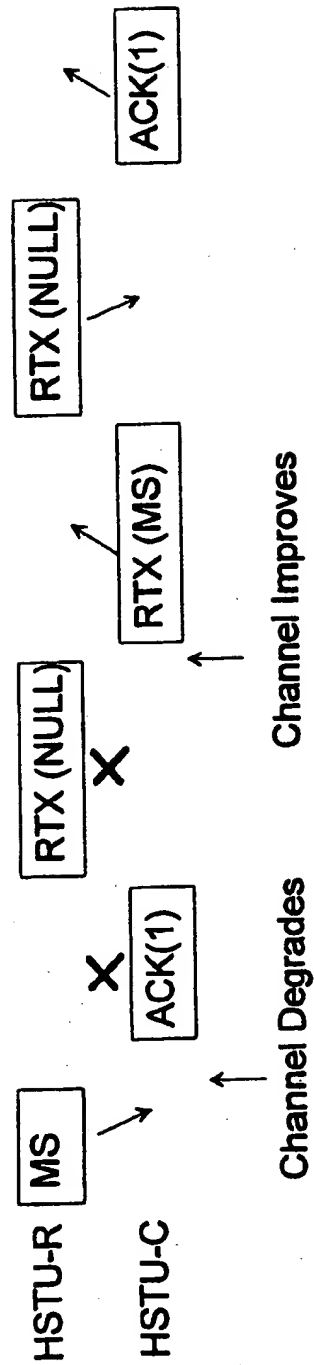 HSTU-R MS RTX (NULL) RTX (NULL)
HSTU-C ACK(1) RTX (MS) ACK(1)
Channel Degrades Channel Improves